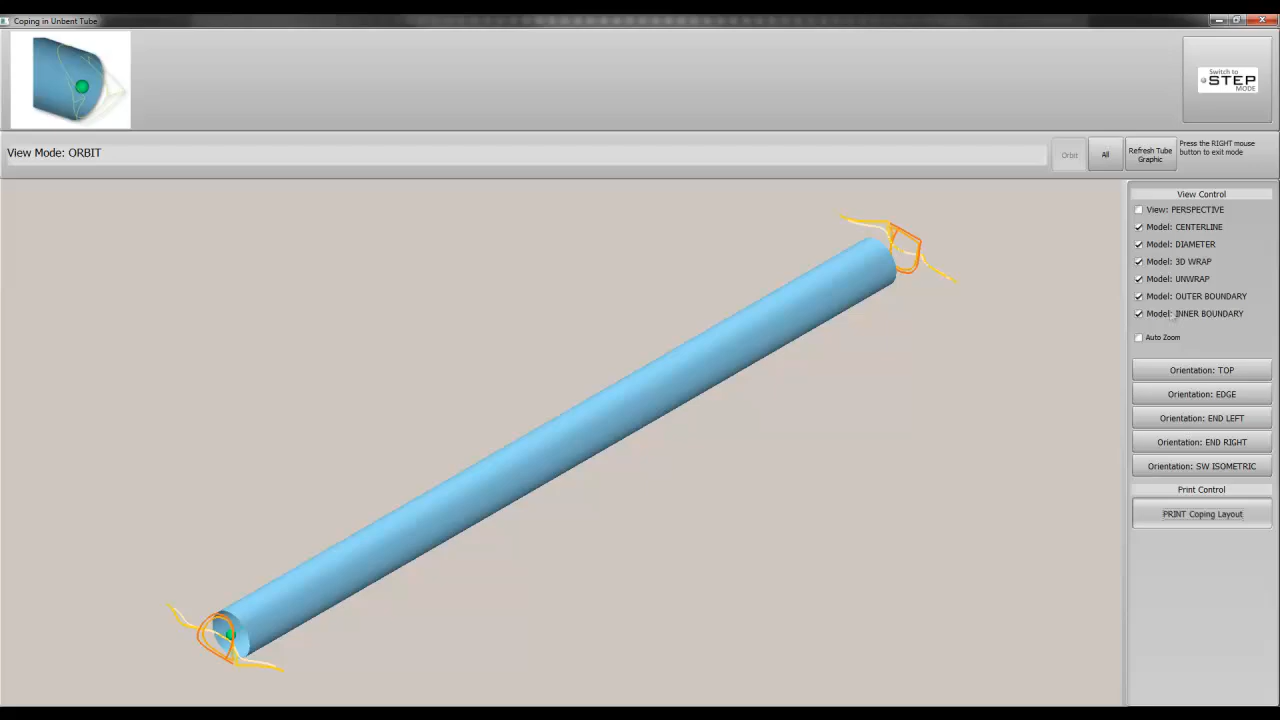 Coping in Unbent Tube
Switch to
STEP
MODE
View Mode: ORBIT
Orbit
All
Refresh Tube
Graphic
Press the RIGHT mouse
button to exit mode
View Control
View: PERSPECTIVE
Model: CENTERLINE
Model: DIAMETER
Model: 3D WRAP
Model: UNWRAP
Model: OUTER BOUNDARY
Model: INNER BOUNDARY
Auto Zoom
Orientation: TOP
Orientation: EDGE
Orientation: END LEFT
Orientation: END RIGHT
Orientation: SW ISOMETRIC
Print Control
PRINT Coping Layout